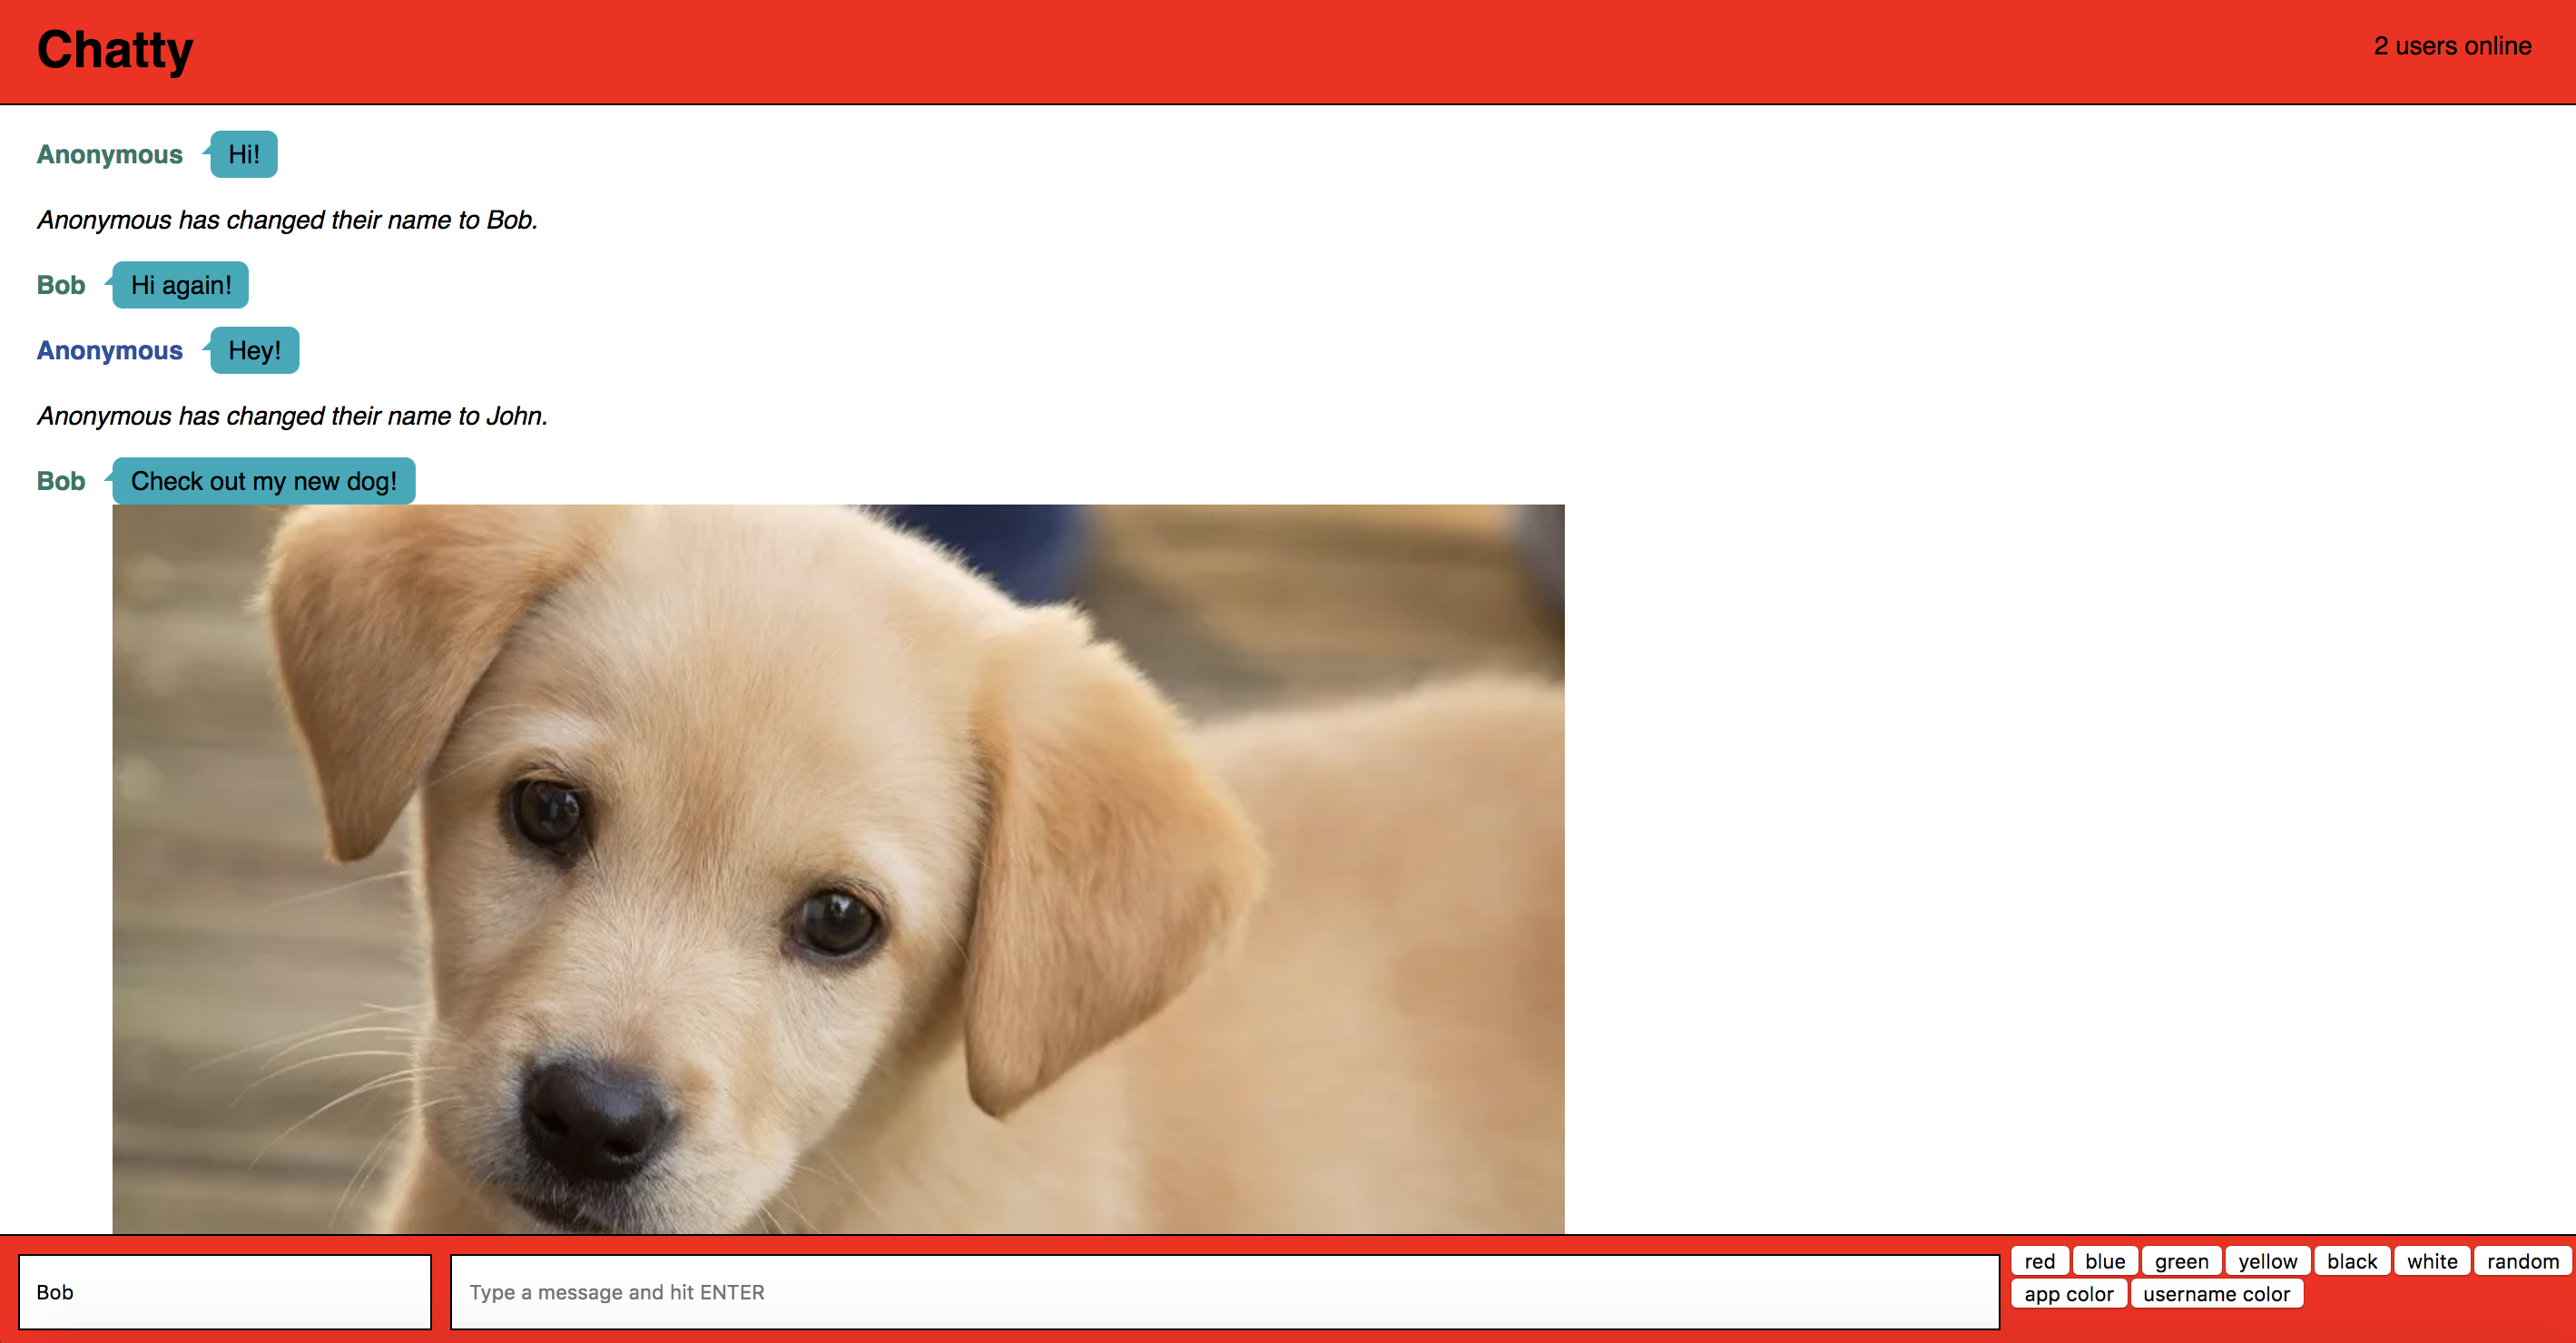 Chatty
2 users online
Anonymous Hi!
Anonymous has changed their name to Bob.
Bob Hi again!
Anonymous Hey!
Anonymous has changed their name to John.
Bob Check out my new dog!
Bob
Type a message and hit ENTER
red blue green yellow black white random
app color username color